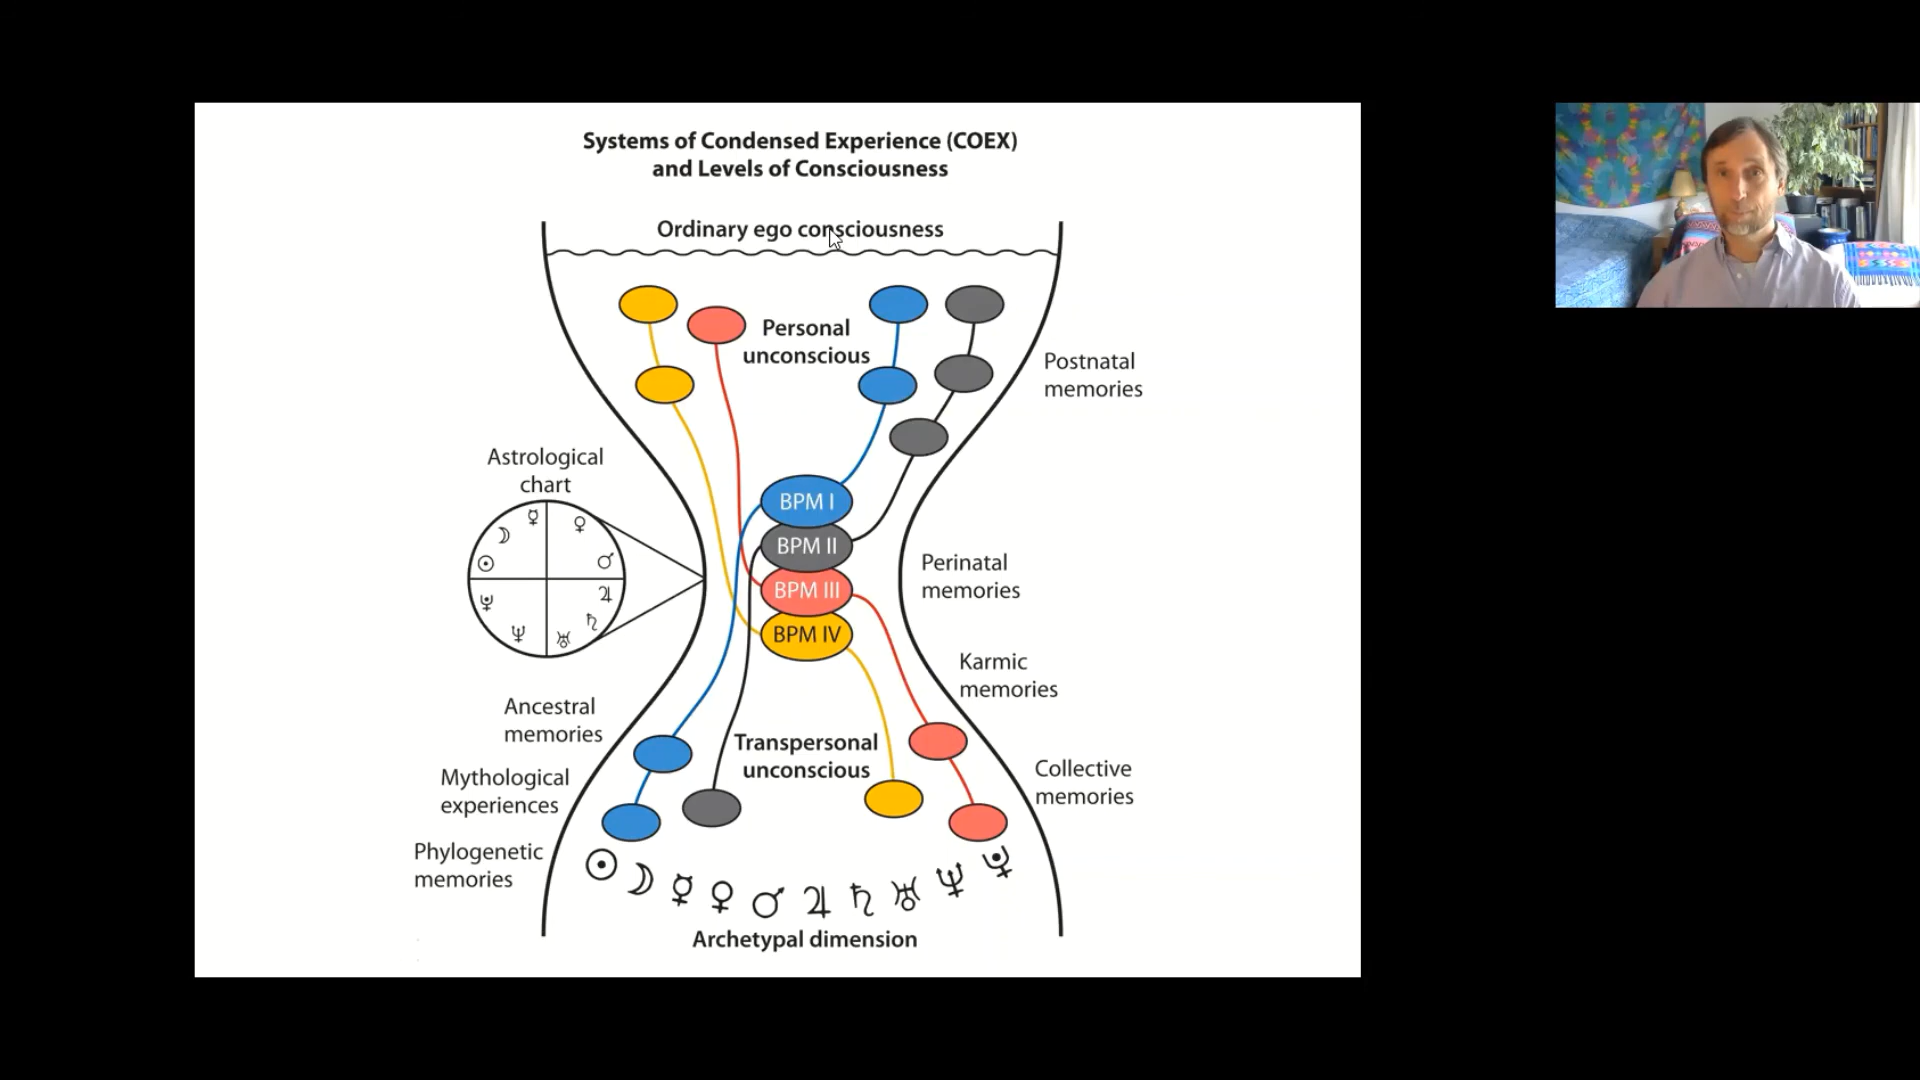 Systems of Condensed Experience (COEX)
and Levels of Consciousness
Ordinary ego consciousness
Personal
unconscious
Postnatal
memories
Astrological
chart
BPM I
BPM II
BPM III
BPM IV
Perinatal
memories
Karmic
memories
Ancestral
memories
Transpersonal
unconscious
Mythological
experiences
Collective
memories
Phylogenetic
memories
Archetypal dimension